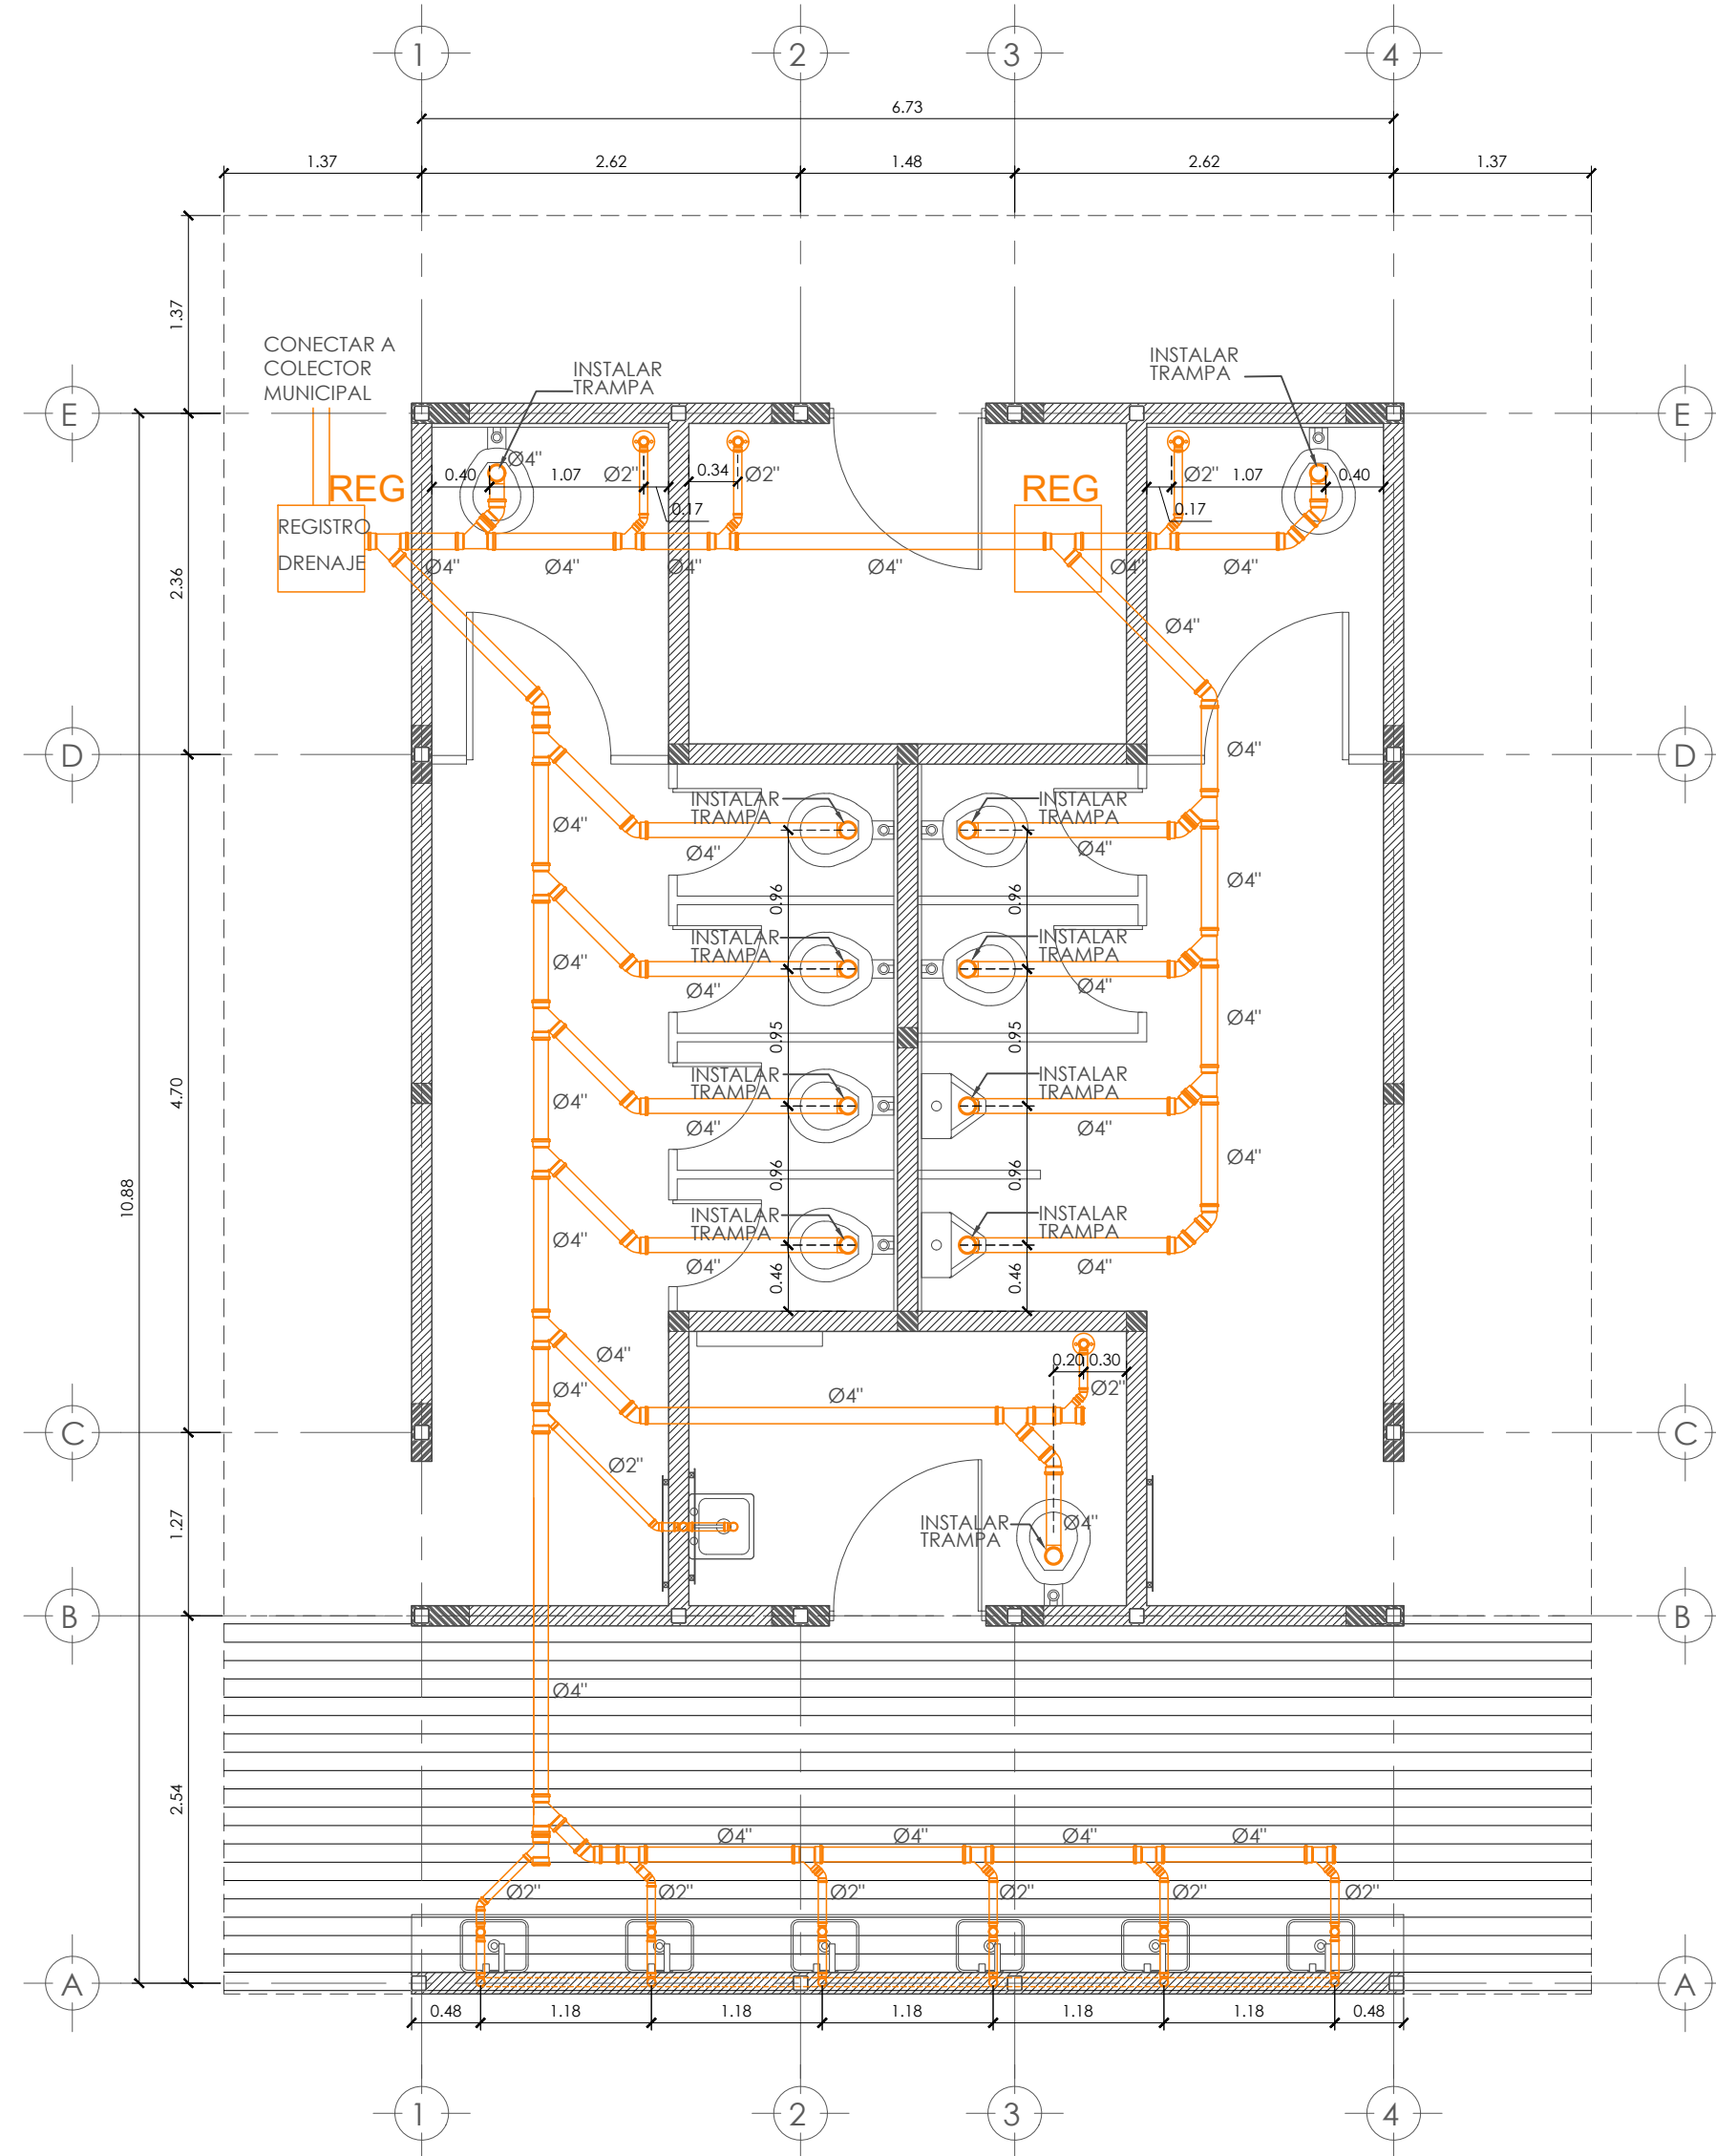 1
2
3
4
6.73
1.37
2.62
1.48
2.62
1.37
1.37
CONECTAR A
COLECTOR
MUNICIPAL
INSTALAR
TRAMPA
INSTALAR
TRAMPA
E
E
Ø4"
0.40
1.07
Ø2"
0.34
Ø2"
0.17
Ø2"
1.07
0.40
0.17
REG
REG
REGISTRO
DRENAJE
Ø4"
Ø4"
Ø4"
Ø4"
Ø4"
Ø4"
2.36
Ø4"
D
D
Ø4"
INSTALAR
TRAMPA
INSTALAR
TRAMPA
Ø4"
Ø4"
Ø4"
Ø4"
0.96
0.96
INSTALAR
TRAMPA
INSTALAR
TRAMPA
Ø4"
Ø4"
Ø4"
Ø4"
0.95
0.95
INSTALAR
TRAMPA
INSTALAR
TRAMPA
4.70
Ø4"
Ø4"
Ø4"
Ø4"
0.96
0.96
10.88
INSTALAR
TRAMPA
INSTALAR
TRAMPA
Ø4"
Ø4"
Ø4"
0.46
0.46
Ø4"
0.20
0.30
Ø4"
Ø4"
Ø2"
C
C
Ø2"
1.27
INSTALAR
TRAMPA
Ø4"
B
B
Ø4"
2.54
Ø4"
Ø4"
Ø4"
Ø4"
Ø2"
Ø2"
Ø2"
Ø2"
Ø2"
Ø2"
A
A
0.48
1.18
1.18
1.18
1.18
1.18
0.48
1
2
3
4